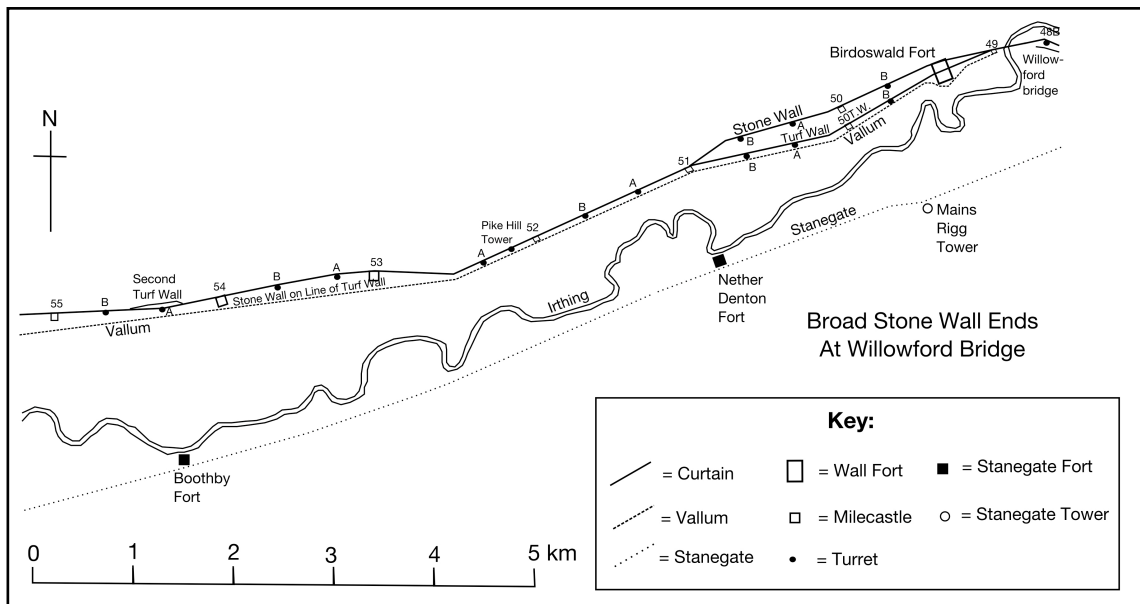 48B
49
Birdoswald Fort
Willow-
ford
bridge
N
B
50
B
50T.W.
Stone Wall
A
Turf Wall
Vallum
B
51
B
A
A
B
Pike Hill
Tower
52
Stanegate
Mains
Rigg
Tower
A
53
A
B
Second
Turf Wall
54
Stone Wall on Line of Turf Wall
55
B
A
Vallum
Nether
Denton
Fort
Irthing
Broad Stone Wall Ends
At Willowford Bridge
Boothby
Fort
Key:
= Curtain
= Wall Fort
= Stanegate Fort
= Vallum
= Milecastle
= Stanegate Tower
= Stanegate
= Turret
0 1 2 3 4 5 km